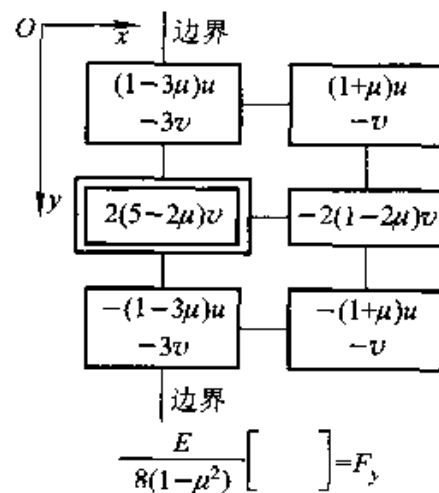 O x 边界
(1-3μ)u (1+μ)u
-3v -v
y 2(5-2μ)v -2(1-2μ)v
-(1-3μ)u -(1+μ)u
-3v -v
边界
E/8(1-μ²) [ ] =F_y